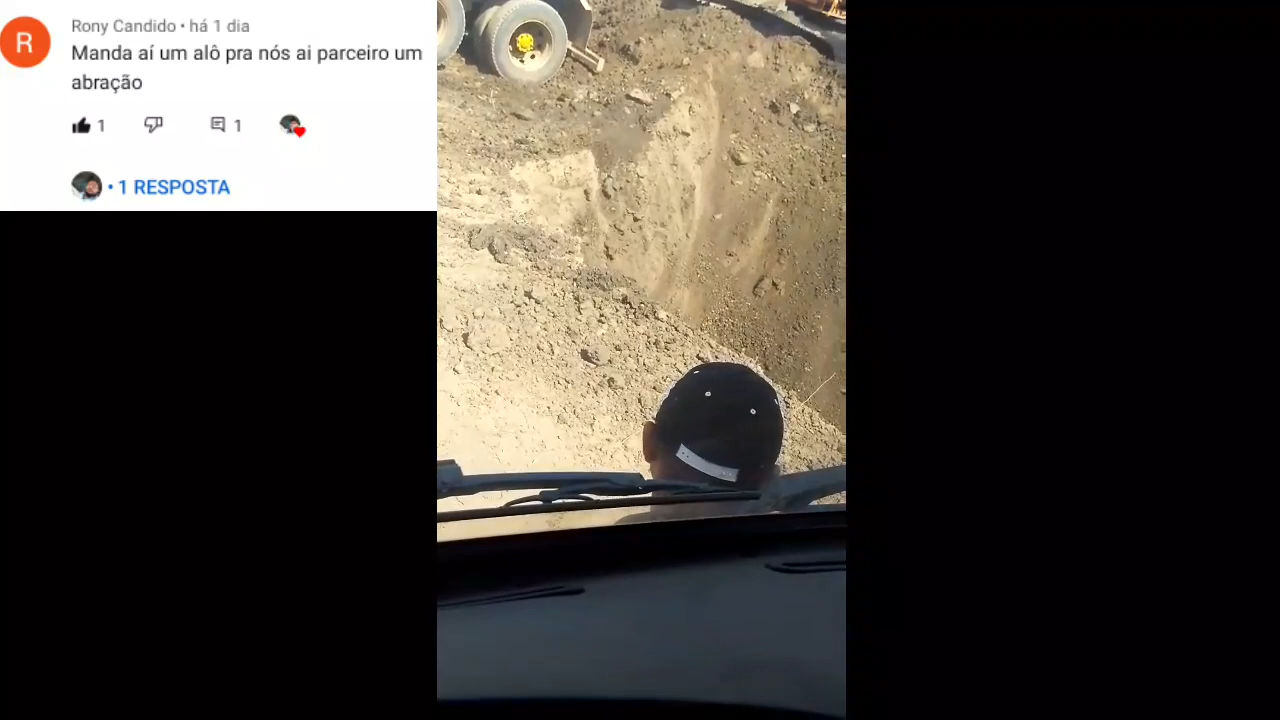 Rony Candido • há 1 dia
Manda aí um alô pra nós ai parceiro um
abração
1
1
• 1 RESPOSTA
R